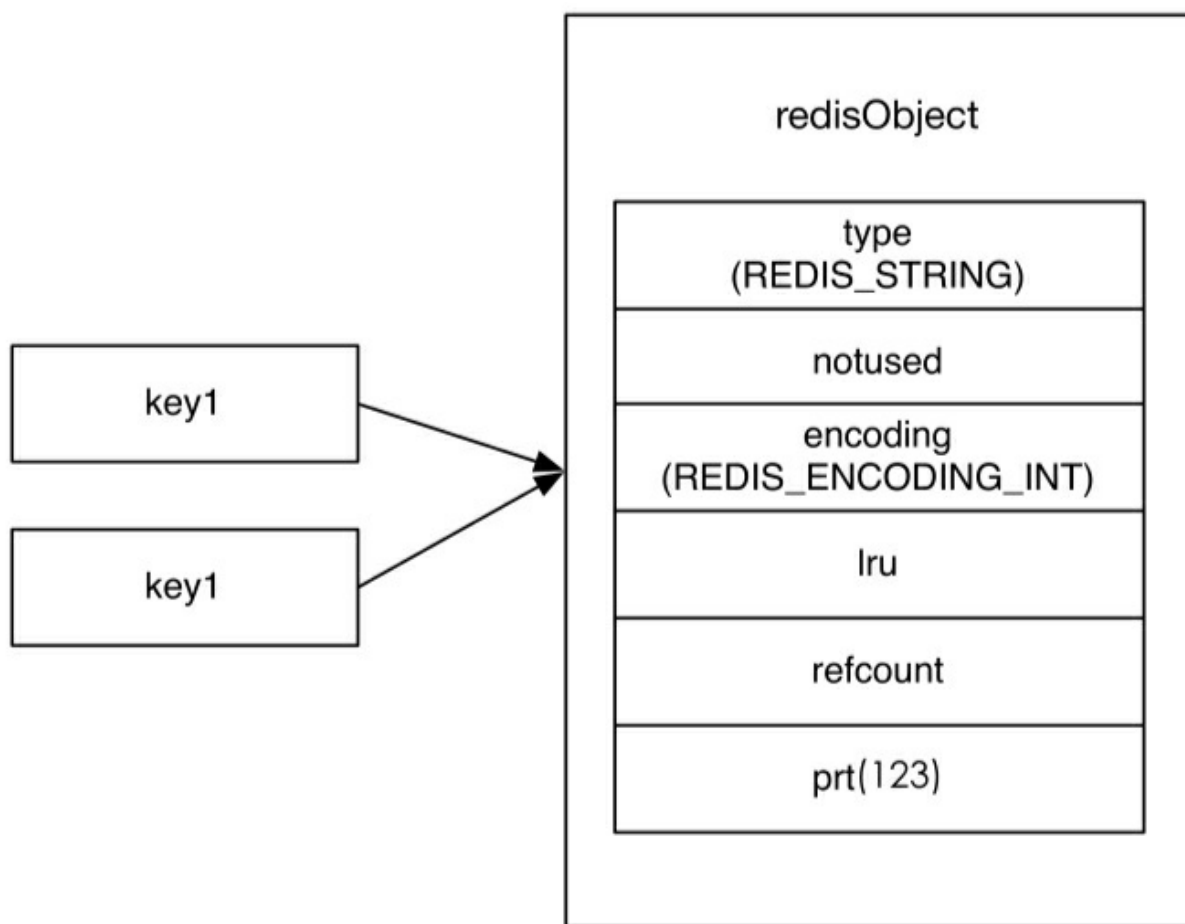 redisObject
type
(REDIS_STRING)
notused
encoding
(REDIS_ENCODING_INT)
lru
refcount
prt(123)
key1
key1